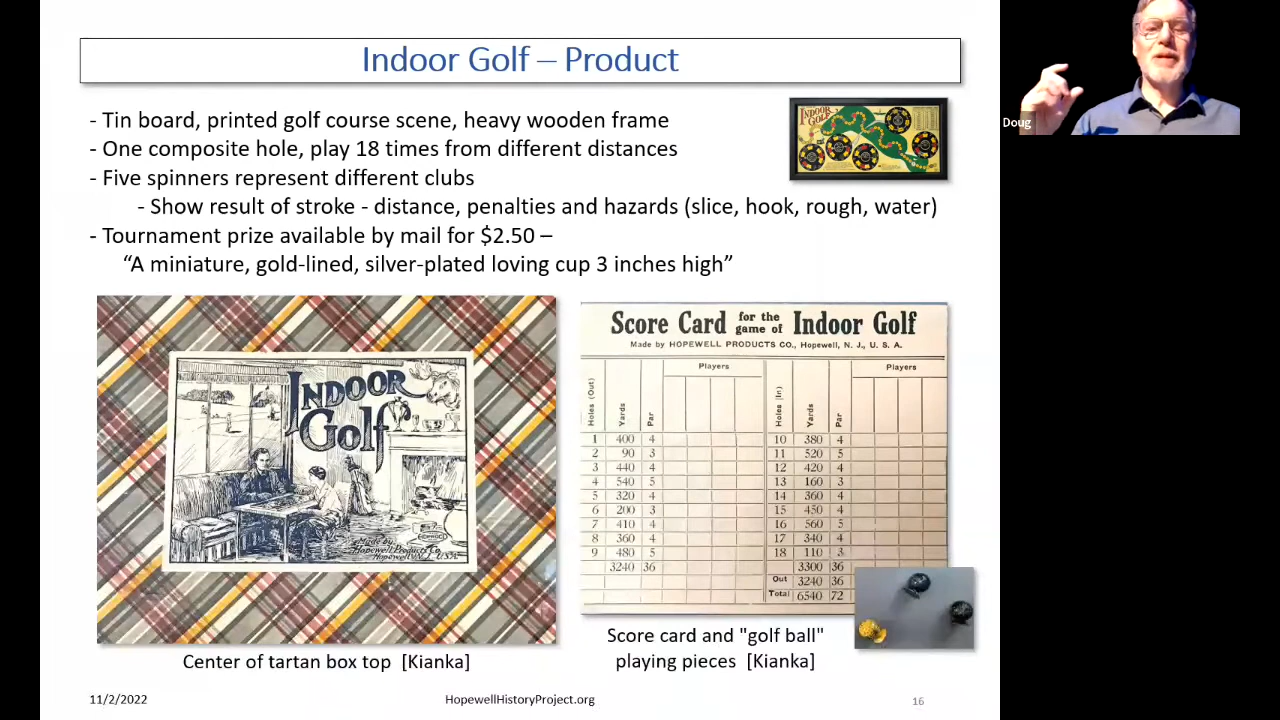 Indoor Golf – Product
- Tin board, printed golf course scene, heavy wooden frame
- One composite hole, play 18 times from different distances
- Five spinners represent different clubs
- Show result of stroke - distance, penalties and hazards (slice, hook, rough, water)
- Tournament prize available by mail for $2.50 –
“A miniature, gold-lined, silver-plated loving cup 3 inches high”
INDOOR GOLF
Doug
INDOOR
Golf
Made by
Hopewell Products Co.
Hopewell N.J. U.S.A.
Center of tartan box top [Kianka]
Score Card for the game of Indoor Golf
Made by HOPEWELL PRODUCTS CO., Hopewell, N. J., U. S. A.
Players Players
Holes (Out) Yards Par Holes (In) Yards Par
1 400 4 10 380 4
2 90 3 11 520 5
3 440 4 12 420 4
4 540 5 13 160 3
5 320 4 14 360 4
6 200 3 15 450 4
7 410 4 16 560 5
8 360 4 17 340 4
9 480 5 18 110 3
3240 36 3300 36
Out 3240 36
Total 6540 72
Score card and "golf ball"
playing pieces [Kianka]
11/2/2022 HopewellHistoryProject.org 16